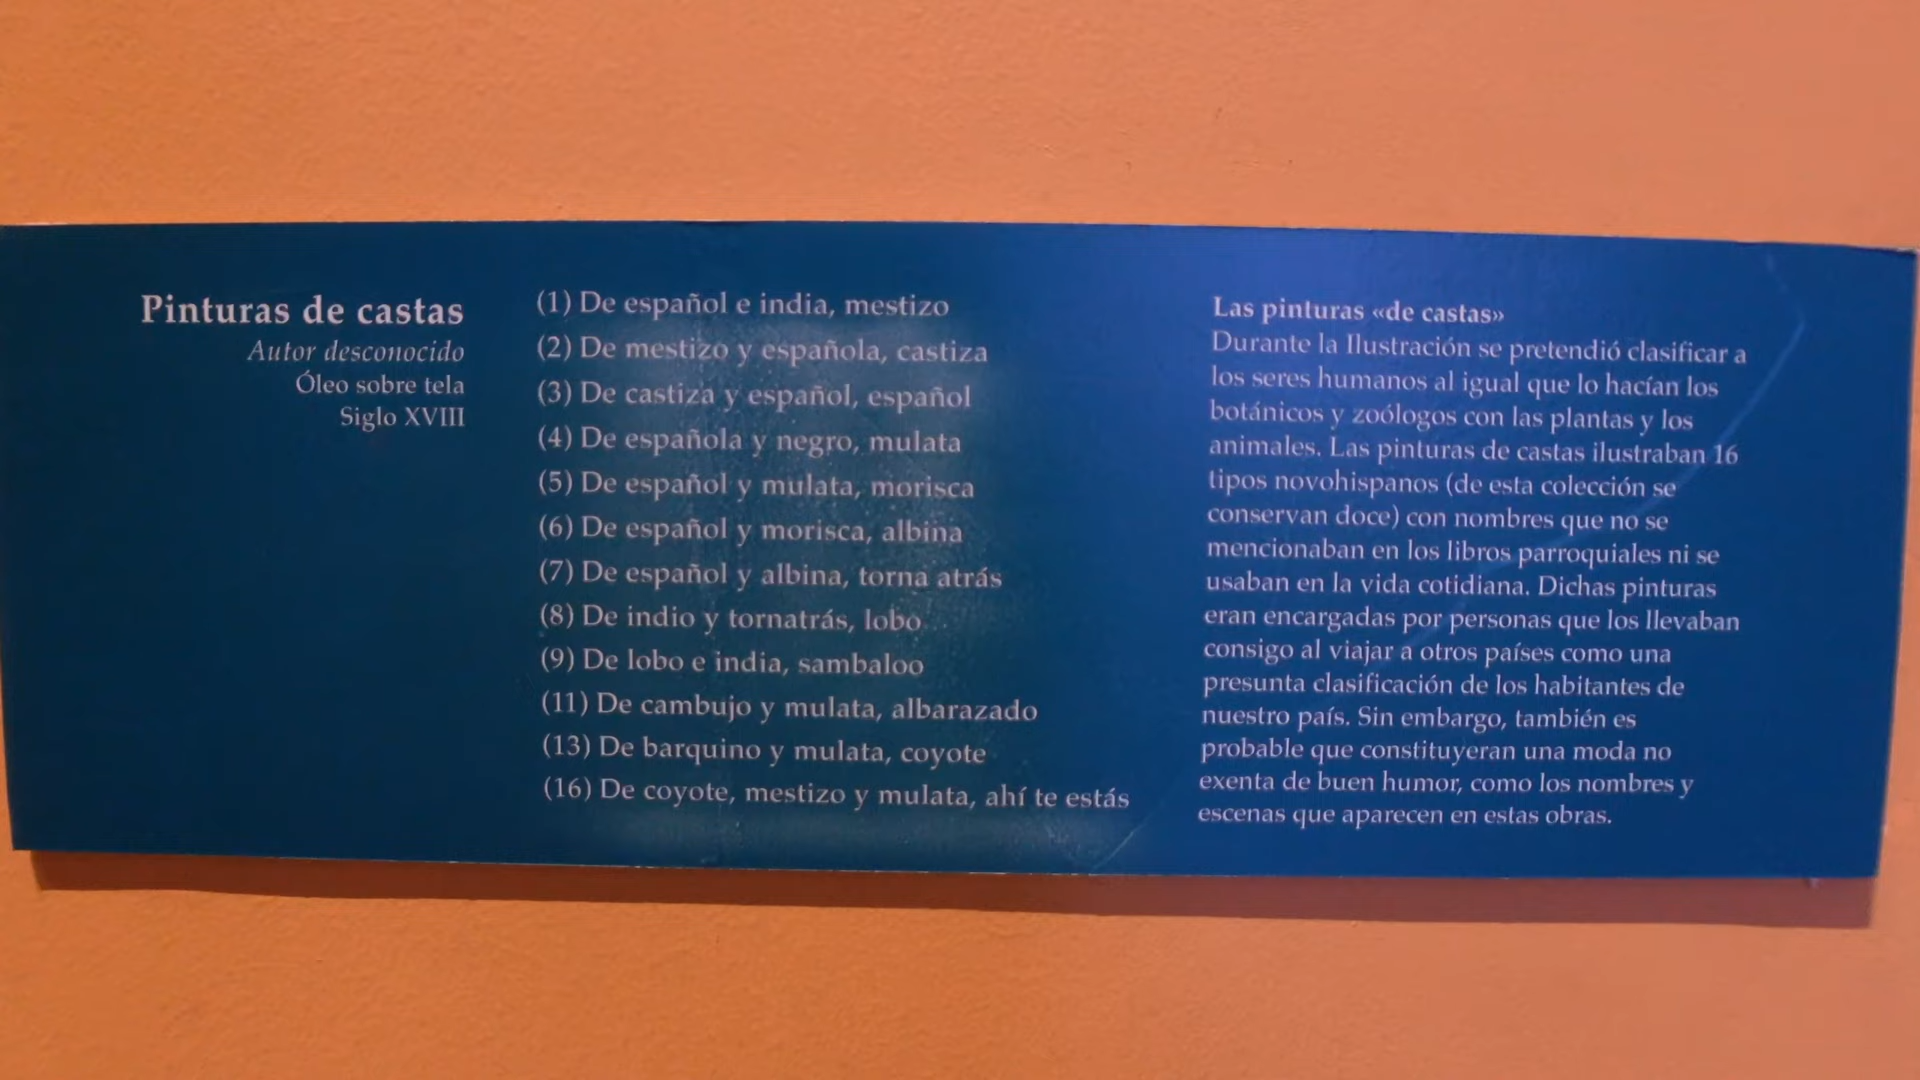 Pinturas de castas
Autor desconocido
Óleo sobre tela
Siglo XVIII
(1) De español e india, mestizo
(2) De mestizo y española, castiza
(3) De castiza y español, español
(4) De española y negro, mulata
(5) De español y mulata, morisca
(6) De español y morisca, albina
(7) De español y albina, torna atrás
(8) De indio y tornatrás, lobo
(9) De lobo e india, sambaloo
(11) De cambujo y mulata, albarazado
(13) De barquino y mulata, coyote
(16) De coyote, mestizo y mulata, ahí te estás
Las pinturas «de castas»
Durante la Ilustración se pretendió clasificar a
los seres humanos al igual que lo hacían los
botánicos y zoólogos con las plantas y los
animales. Las pinturas de castas ilustraban 16
tipos novohispanos (de esta colección se
conservan doce) con nombres que no se
mencionaban en los libros parroquiales ni se
usaban en la vida cotidiana. Dichas pinturas
eran encargadas por personas que los llevaban
consigo al viajar a otros países como una
presunta clasificación de los habitantes de
nuestro país. Sin embargo, también es
probable que constituyeran una moda no
exenta de buen humor, como los nombres y
escenas que aparecen en estas obras.